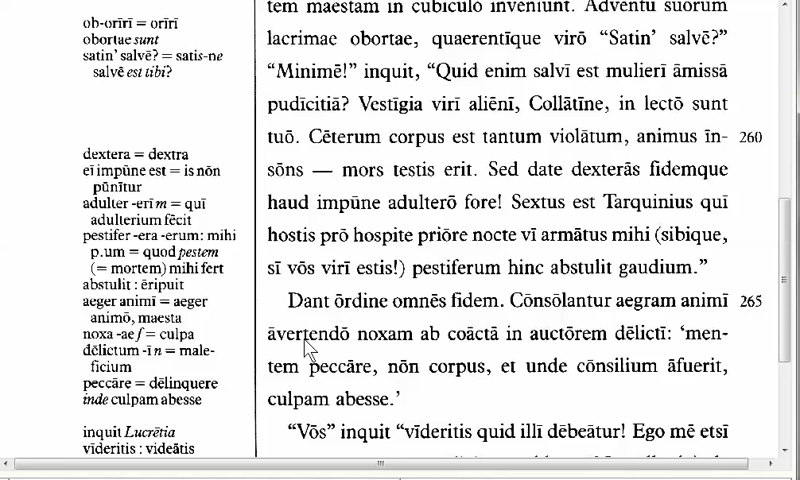 ob-orīrī = orīrī
obortae sunt
satin' salvē? = satis-ne
salvē est tibi?
dextera = dextra
eī impūne est = is nōn
pūnītur
adulter -erī m = quī
adulterium fēcit
pestifer -era -erum: mihi
p.um = quod pestem
(= mortem) mihi fert
abstulit : ēripuit
aeger animī = aeger
animō, maesta
noxa -ae f = culpa
dēlictum -ī n = male-
ficium
peccāre = dēlinquere
inde culpam abesse
inquit Lucrētia
vīderitis : videātis
tem maestam in cubiculō inveniunt. Adventū suōrum
lacrimae obortae, quaerentīque virō “Satin’ salvē?”
“Minimē!” inquit, “Quid enim salvī est mulierī āmissā
pudīcitiā? Vestīgia virī aliēnī, Collātīne, in lectō sunt
tuō. Cēterum corpus est tantum violātum, animus īn- 260
sōns — mors testis erit. Sed date dexterās fidemque
haud impūne adulterō fore! Sextus est Tarquinius quī
hostis prō hospite priōre nocte vī armātus mihi (sibique,
sī vōs virī estis!) pestiferum hinc abstulit gaudium.”
Dant ōrdine omnēs fidem. Cōnsōlantur aegram animī 265
āvertendō noxam ab coāctā in auctōrem dēlictī: ‘men-
tem peccāre, nōn corpus, et unde cōnsilium āfuerit,
culpam abesse.’
“Vōs” inquit “vīderitis quid illī dēbeātur! Ego mē etsī